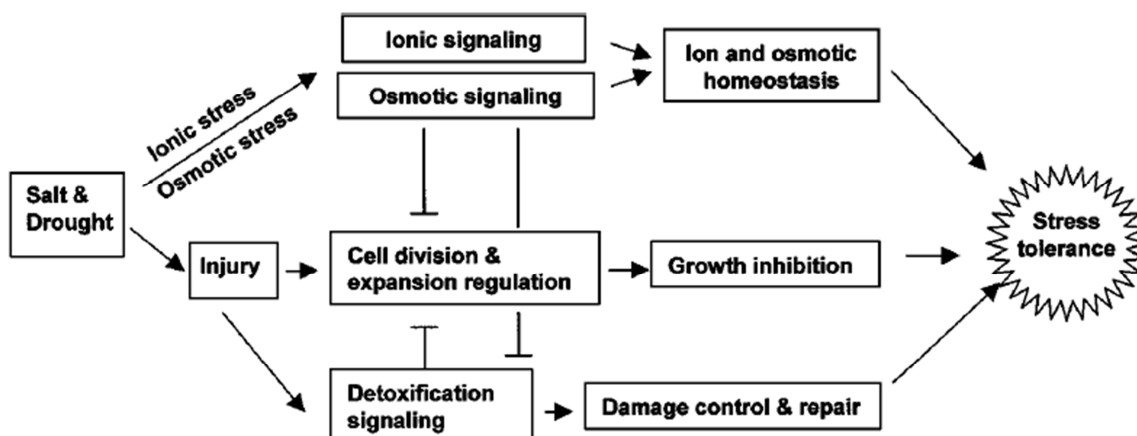 Ionic signaling
Osmotic signaling
Ion and osmotic
homeostasis
Ionic stress
Osmotic stress
Salt &
Drought
Injury
Cell division &
expansion regulation
Growth inhibition
Stress
tolerance
Detoxification
signaling
Damage control & repair